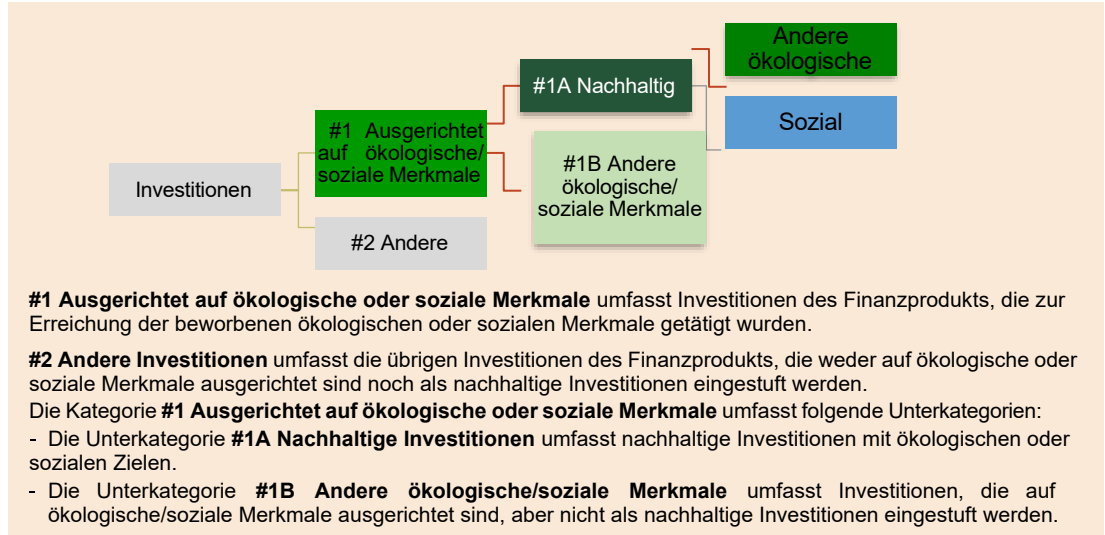 Andere
ökologische
#1A Nachhaltig
Sozial
#1 Ausgerichtet
auf ökologische/
soziale Merkmale
#1B Andere
ökologische/
soziale Merkmale
Investitionen
#2 Andere
#1 Ausgerichtet auf ökologische oder soziale Merkmale umfasst Investitionen des Finanzprodukts, die zur
Erreichung der beworbenen ökologischen oder sozialen Merkmale getätigt wurden.
#2 Andere Investitionen umfasst die übrigen Investitionen des Finanzprodukts, die weder auf ökologische oder
soziale Merkmale ausgerichtet sind noch als nachhaltige Investitionen eingestuft werden.
Die Kategorie #1 Ausgerichtet auf ökologische oder soziale Merkmale umfasst folgende Unterkategorien:
- Die Unterkategorie #1A Nachhaltige Investitionen umfasst nachhaltige Investitionen mit ökologischen oder
sozialen Zielen.
- Die Unterkategorie #1B Andere ökologische/soziale Merkmale umfasst Investitionen, die auf
ökologische/soziale Merkmale ausgerichtet sind, aber nicht als nachhaltige Investitionen eingestuft werden.